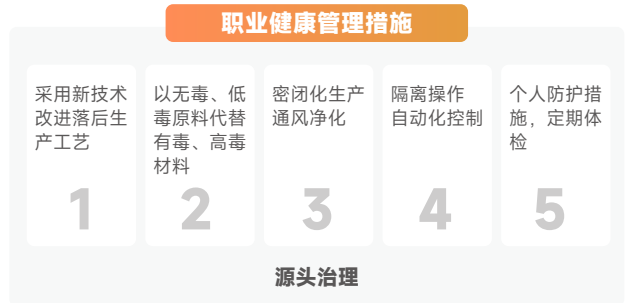 职业健康管理措施
采用新技术
改进落后生
产工艺
1
以无毒、低
毒原料代替
有毒、高毒
材料
2
密闭化生产
通风净化
3
隔离操作
自动化控制
4
个人防护措
施，定期体
检
5
源头治理